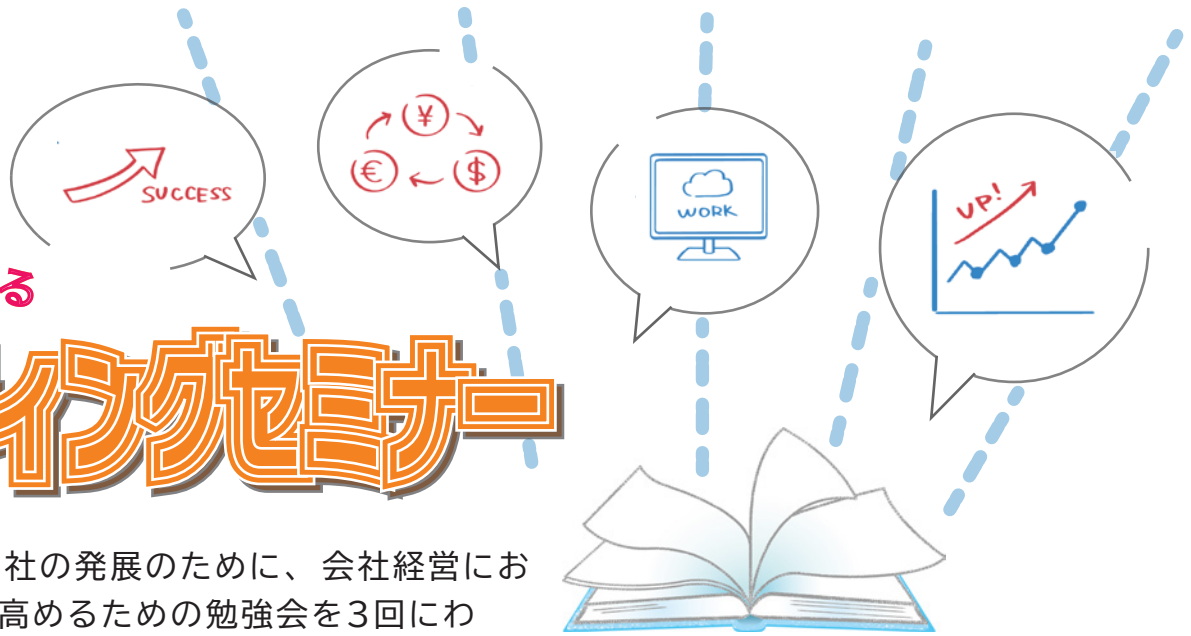 SUCCESS
¥
€
$
WORK
UP!
る
ィングセミナー
社の発展のために、会社経営にお
高めるための勉強会を3回にわ